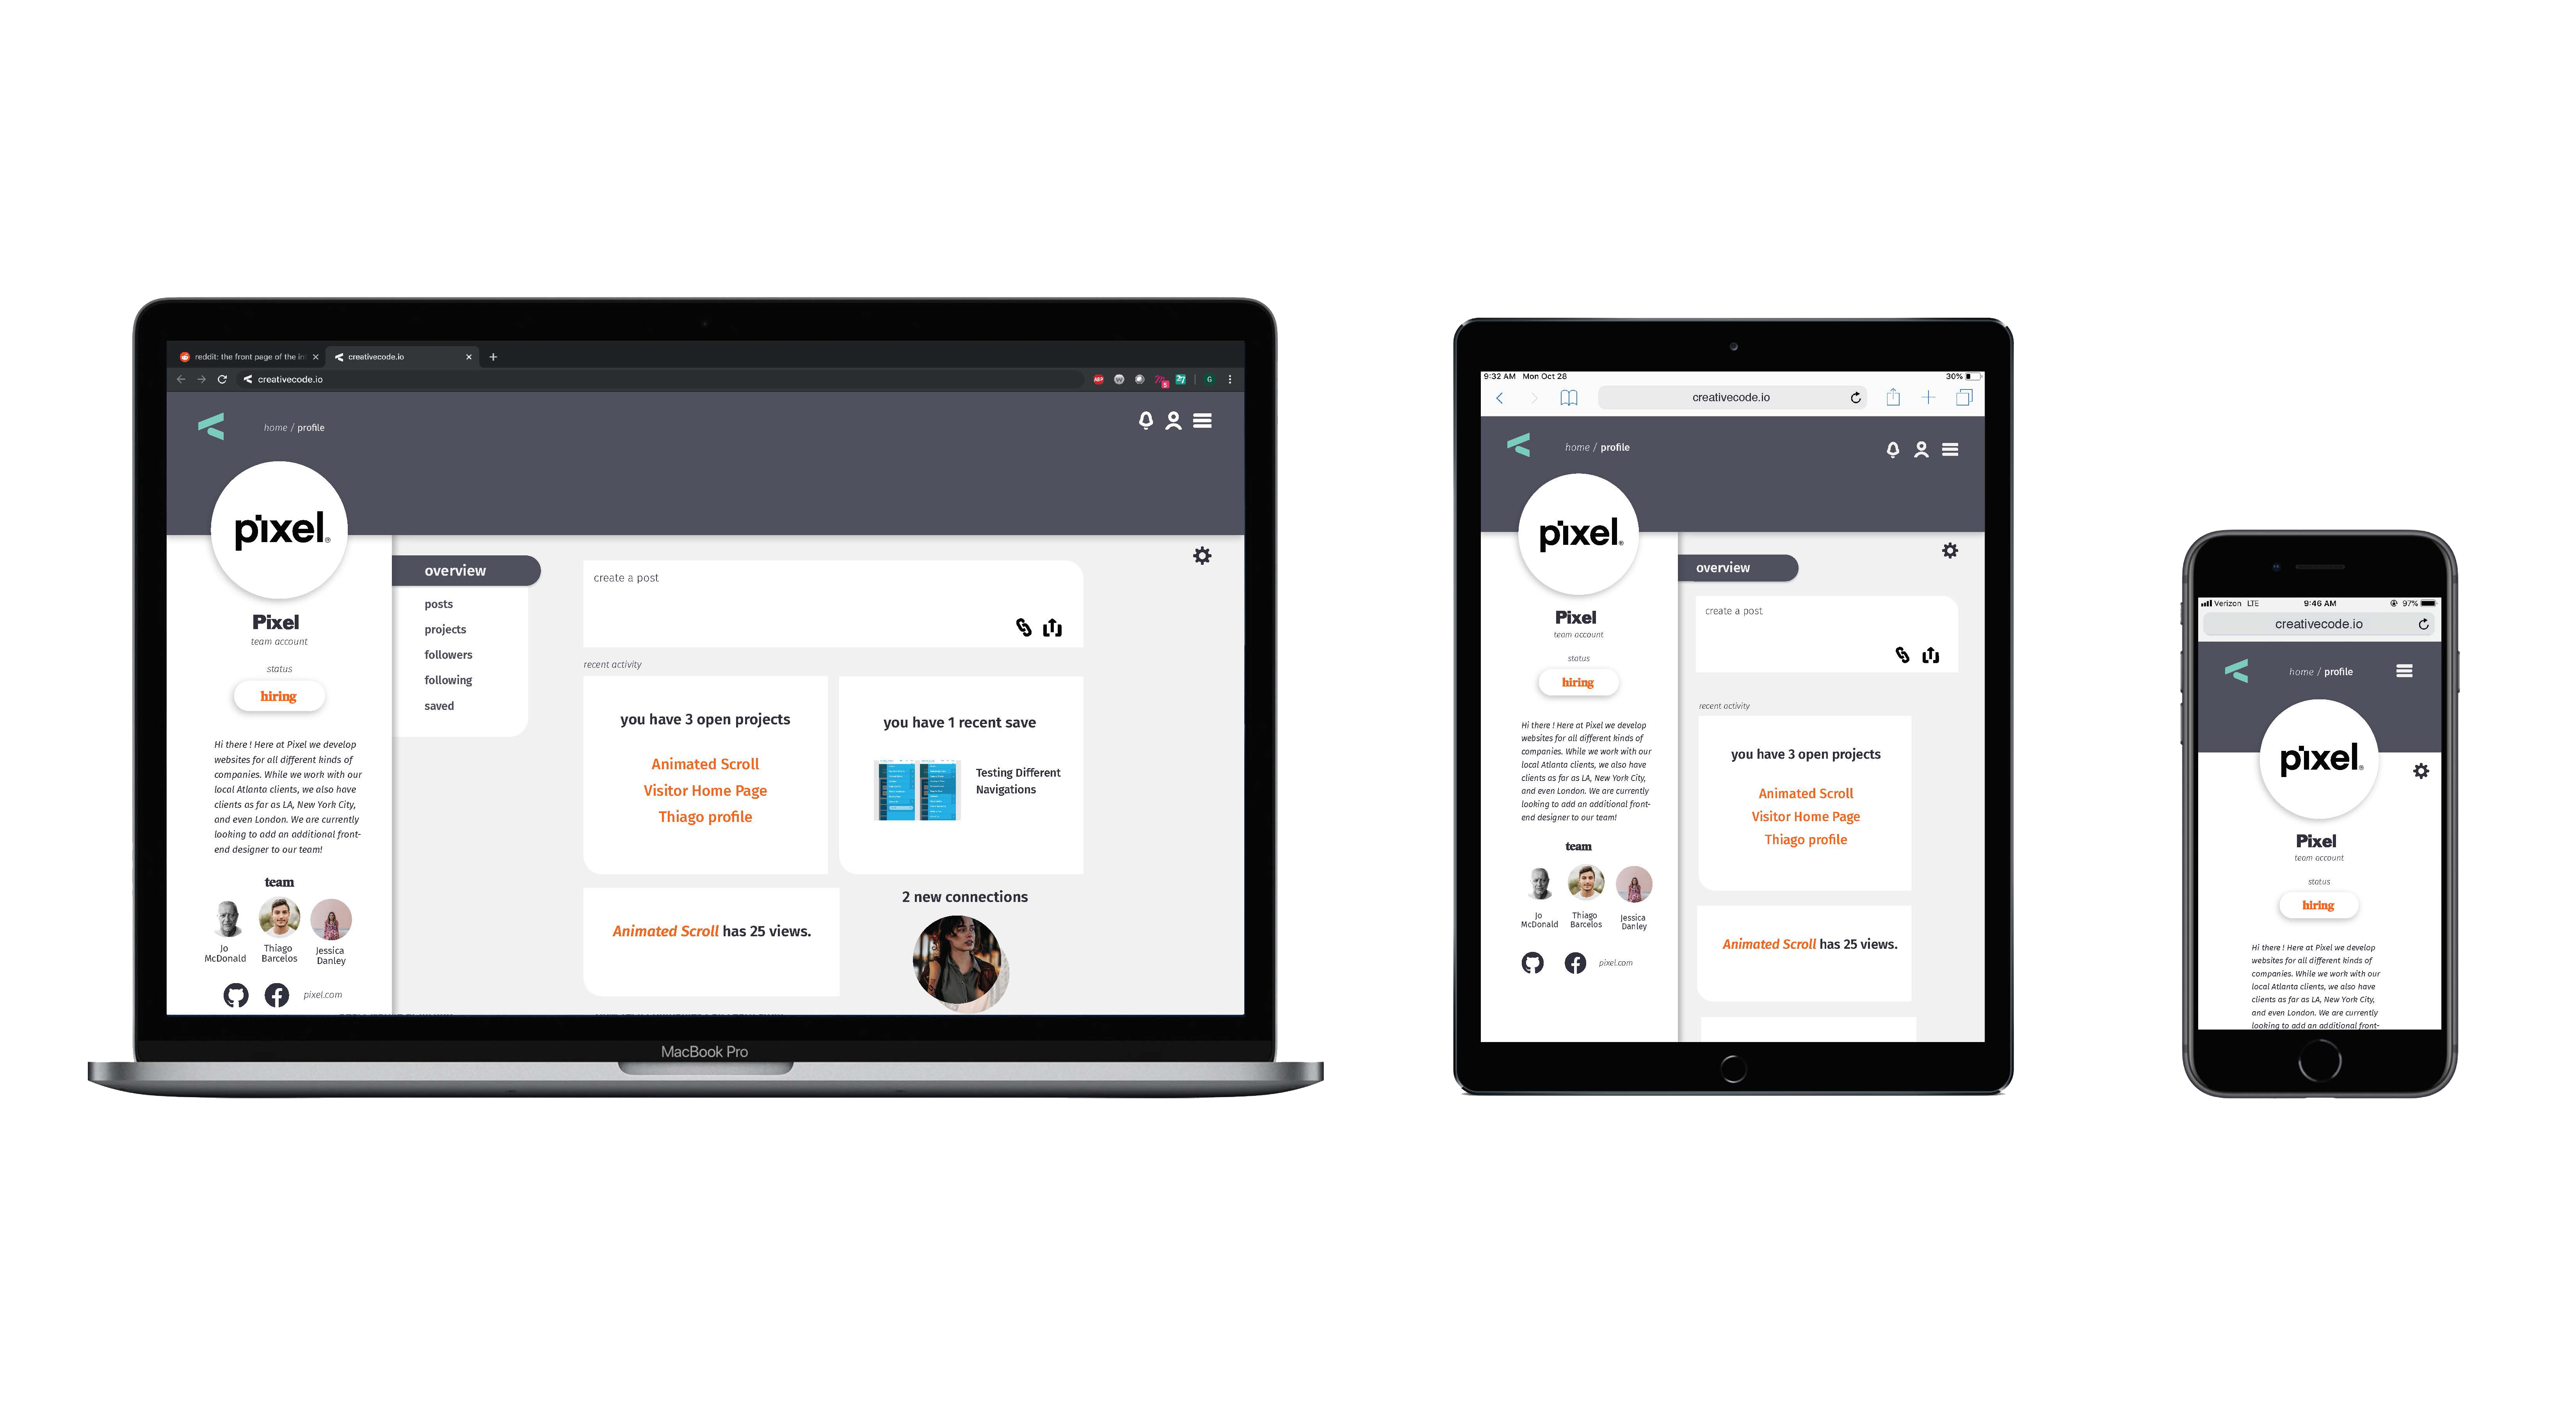 reddit: the front page of the in
creativecode.io
creativecode.io
ABP
5
G
home / profile
pixel
Pixel
team account
status
hiring
Hi there ! Here at Pixel we develop
websites for all different kinds of
companies. While we work with our
local Atlanta clients, we also have
clients as far as LA, New York City,
and even London. We are currently
looking to add an additional front-
end designer to our team!
team
Jo
McDonald
Thiago
Barcelos
Jessica
Danley
pixel.com
overview
posts
projects
followers
following
saved
create a post
recent activity
you have 3 open projects
Animated Scroll
Visitor Home Page
Thiago profile
you have 1 recent save
Testing Different
Navigations
Animated Scroll has 25 views.
2 new connections
MacBook Pro
9:32 AM Mon Oct 28
30%
creativecode.io
home / profile
pixel
Pixel
team account
status
hiring
Hi there ! Here at Pixel we develop
websites for all different kinds of
companies. While we work with our
local Atlanta clients, we also have
clients as far as LA, New York City,
and even London. We are currently
looking to add an additional front-
end designer to our team!
team
Jo
McDonald
Thiago
Barcelos
Jessica
Danley
pixel.com
overview
create a post
recent activity
you have 3 open projects
Animated Scroll
Visitor Home Page
Thiago profile
Animated Scroll has 25 views.
Verizon LTE
9:46 AM
97%
creativecode.io
home / profile
pixel
Pixel
team account
status
hiring
Hi there ! Here at Pixel we develop
websites for all different kinds of
companies. While we work with our
local Atlanta clients, we also have
clients as far as LA, New York City,
and even London. We are currently
looking to add an additional front-